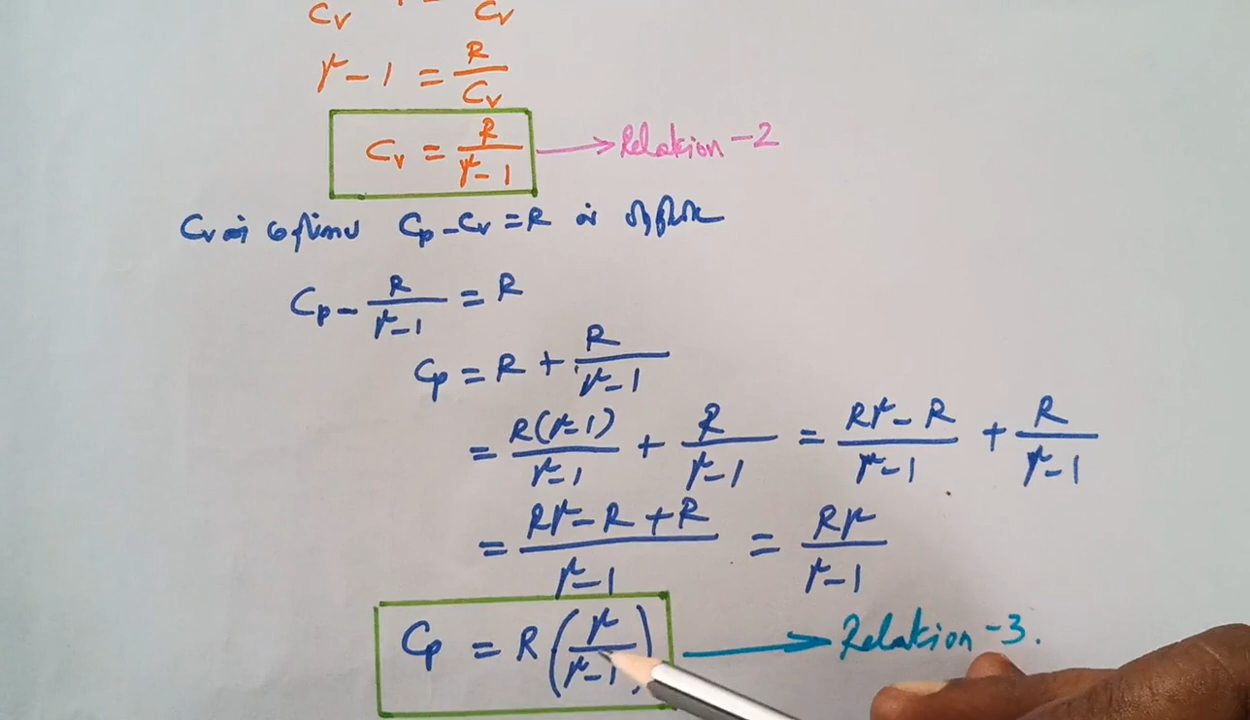 Cv Cv
γ-1 = R/Cv
Cv = R/γ-1 → Relation-2
Cp-Cv=R
Cp - R/γ-1 = R
Cp = R + R/γ-1
= R(γ-1)/γ-1 + R/γ-1 = Rγ-R/γ-1 + R/γ-1
= Rγ-R+R/γ-1 = Rγ/γ-1
Cp = R(γ/γ-1) → Relation-3.